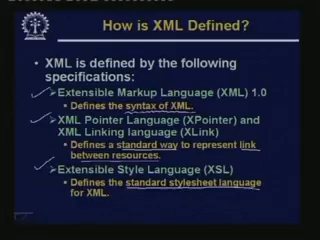 How is XML Defined?
• XML is defined by the following
specifications:
➢Extensible Markup Language (XML) 1.0
▪ Defines the syntax of XML.
➢XML Pointer Language (XPointer) and
XML Linking language (XLink)
▪ Defines a standard way to represent link
between resources.
➢Extensible Style Language (XSL)
▪ Defines the standard stylesheet language
for XML.